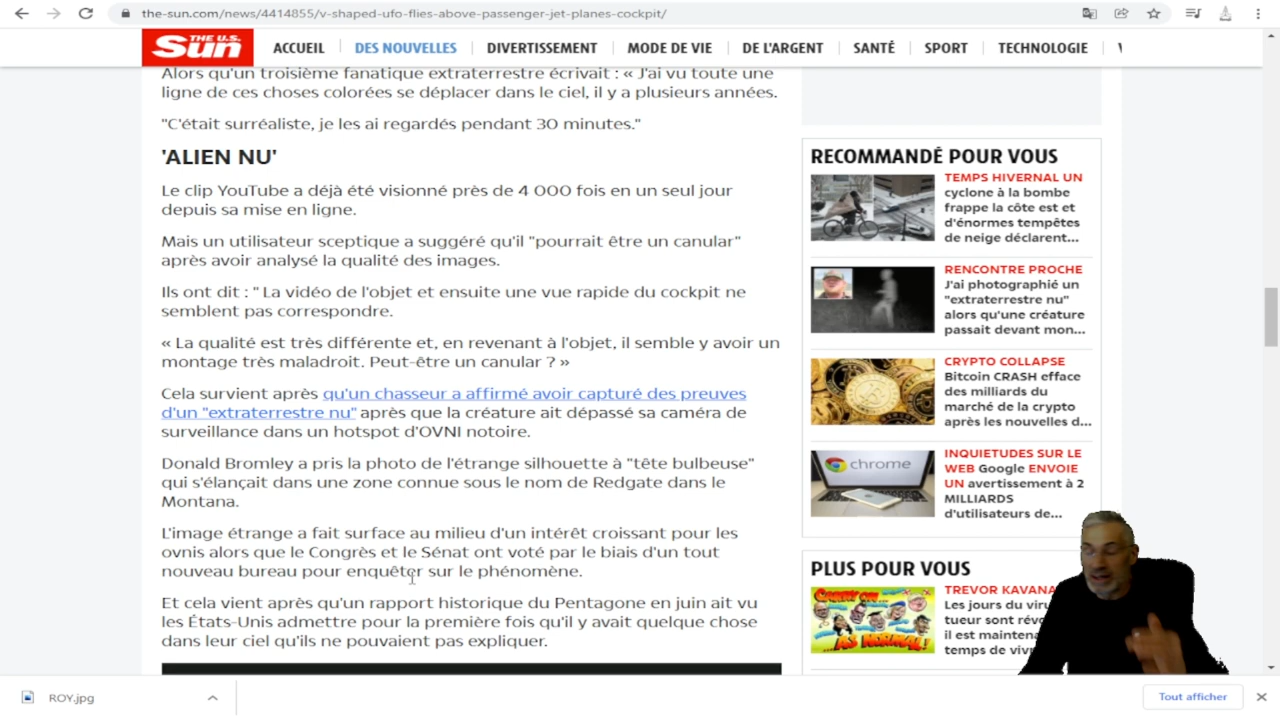 the-sun.com/news/4414855/v-shaped-ufo-flies-above-passenger-jet-planes-cockpit/
THE U.S. Sun
ACCUEIL
DES NOUVELLES
DIVERTISSEMENT
MODE DE VIE
DE L'ARGENT
SANTÉ
SPORT
TECHNOLOGIE
Alors qu'un troisième fanatique extraterrestre écrivait : « J'ai vu toute une
ligne de ces choses colorées se déplacer dans le ciel, il y a plusieurs années.
"C'était surréaliste, je les ai regardés pendant 30 minutes."
'ALIEN NU'
Le clip YouTube a déjà été visionné près de 4 000 fois en un seul jour
depuis sa mise en ligne.
Mais un utilisateur sceptique a suggéré qu'il "pourrait être un canular"
après avoir analysé la qualité des images.
Ils ont dit : " La vidéo de l'objet et ensuite une vue rapide du cockpit ne
semblent pas correspondre.
« La qualité est très différente et, en revenant à l'objet, il semble y avoir un
montage très maladroit. Peut-être un canular ? »
Cela survient après qu'un chasseur a affirmé avoir capturé des preuves
d'un "extraterrestre nu" après que la créature ait dépassé sa caméra de
surveillance dans un hotspot d'OVNI notoire.
Donald Bromley a pris la photo de l'étrange silhouette à "tête bulbeuse"
qui s'élançait dans une zone connue sous le nom de Redgate dans le
Montana.
L'image étrange a fait surface au milieu d'un intérêt croissant pour les
ovnis alors que le Congrès et le Sénat ont voté par le biais d'un tout
nouveau bureau pour enquêter sur le phénomène.
Et cela vient après qu'un rapport historique du Pentagone en juin ait vu
les États-Unis admettre pour la première fois qu'il y avait quelque chose
dans leur ciel qu'ils ne pouvaient pas expliquer.
RECOMMANDÉ POUR VOUS
TEMPS HIVERNAL UN
cyclone à la bombe
frappe la côte est et
d'énormes tempêtes
de neige déclarent...
RENCONTRE PROCHE
J'ai photographié un
"extraterrestre nu"
alors qu'une créature
passait devant mon...
CRYPTO COLLAPSE
Bitcoin CRASH efface
des milliards du
marché de la crypto
après les nouvelles d...
chrome
INQUIETUDES SUR LE
WEB Google ENVOIE
UN avertissement à 2
MILLIARDS
d'utilisateurs de...
PLUS POUR VOUS
CARRY ON...
...AS NORMAL!
TREVOR KAVANA
Les jours du viru
tueur sont révo
il est maintena
temps de viv
ROY.jpg
Tout afficher